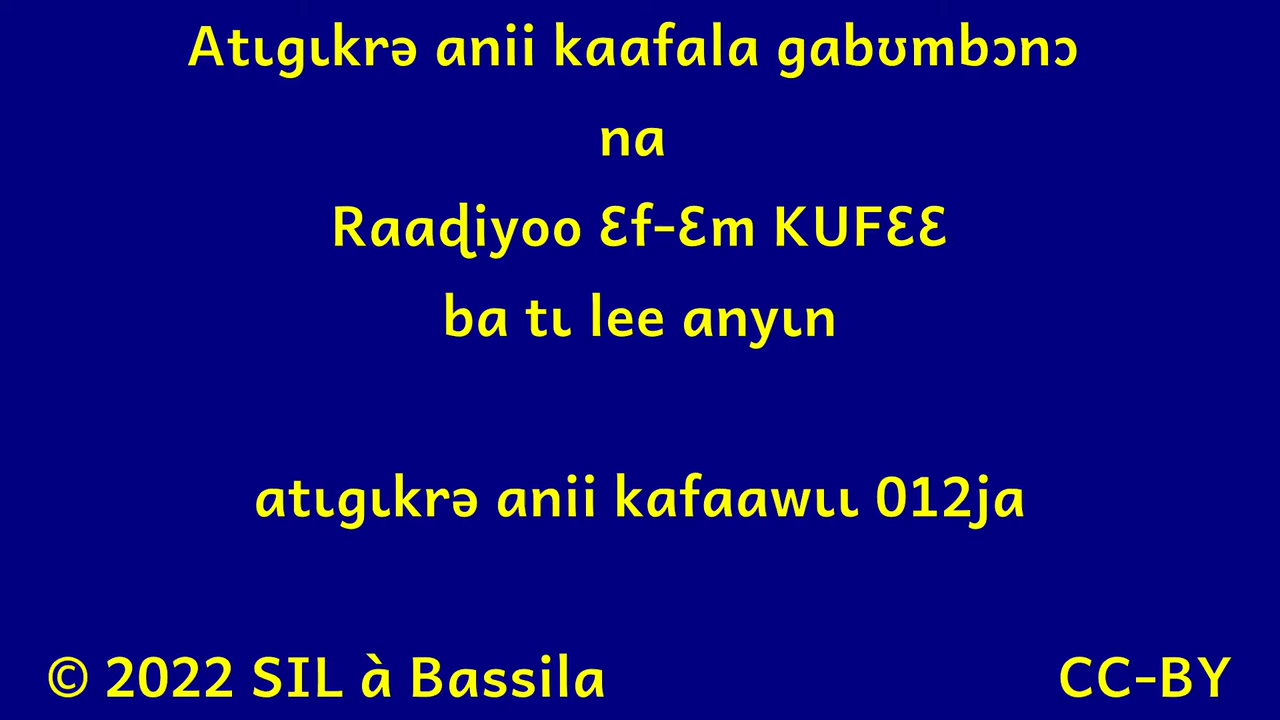 Atɩgɩkrə anii kaafala gabʊmbɔnɔ
na
Raaɖiyoo Ɛf-Ɛm KUFƐƐ
ba tɩ lee anyɩn
atɩgɩkrə anii kafaawɩɩ 012ja
© 2022 SIL à Bassila
CC-BY